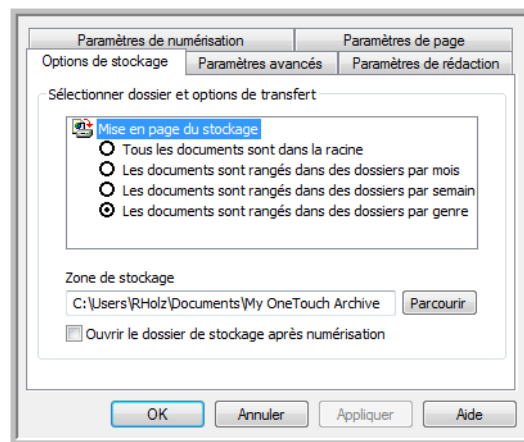 Paramètres de numérisation
Paramètres de page
Options de stockage
Paramètres avancés
Paramètres de rédaction
Sélectionner dossier et options de transfert
Mise en page du stockage
Tous les documents sont dans la racine
Les documents sont rangés dans des dossiers par mois
Les documents sont rangés dans des dossiers par semain
Les documents sont rangés dans des dossiers par genre
Zone de stockage
C:\Users\RHolz\Documents\My OneTouch Archive
Parcourir
Ouvrir le dossier de stockage après numérisation
OK
Annuler
Appliquer
Aide